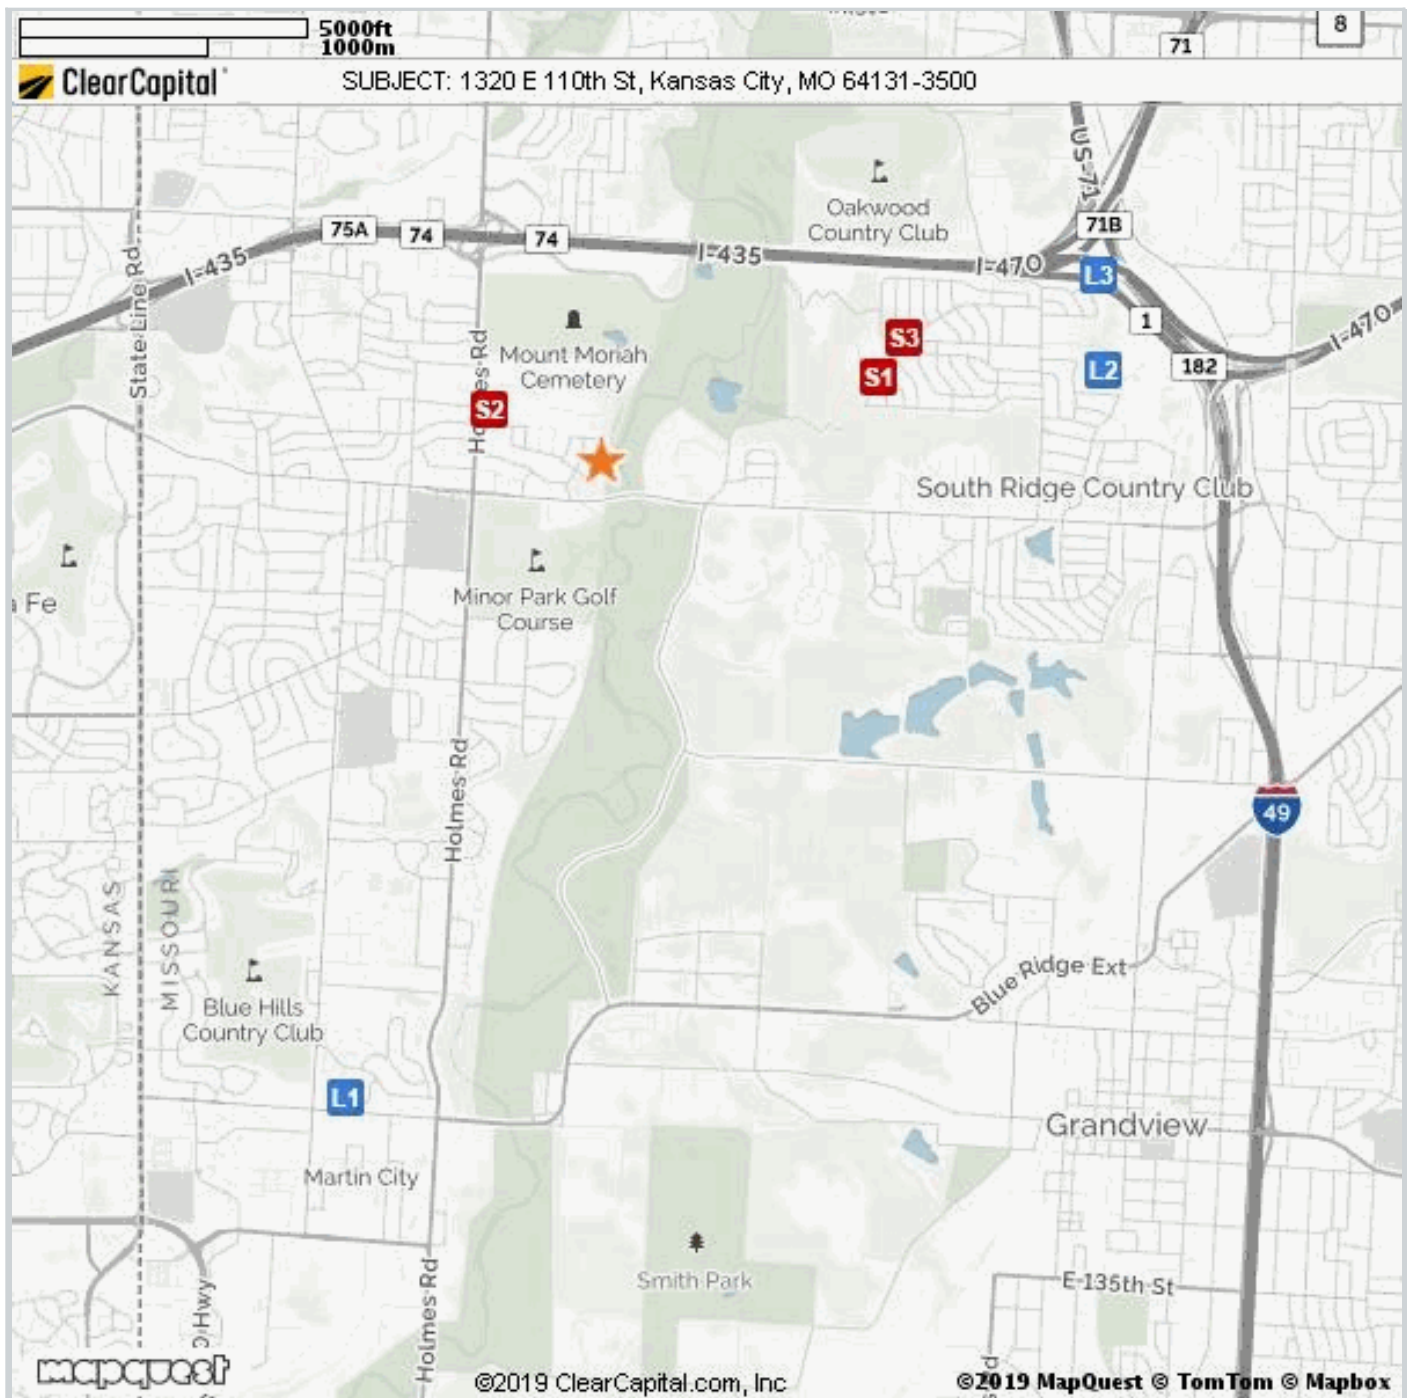 5000ft
1000m
71
8
ClearCapital
SUBJECT: 1320 E 110th St, Kansas City, MO 64131-3500
US-71
Oakwood
Country Club
71B
75A
74
74
I-435
I-435
I-470
L3
State Line Rd
1
I-470
S3
Holmes Rd
Mount Moriah
Cemetery
S1
L2
182
S2
South Ridge Country Club
Fe
Minor Park Golf
Course
Holmes Rd
49
KANSAS
MISSOURI
Blue Ridge Ext
Blue Hills
Country Club
L1
Grandview
Martin City
Smith Park
E 135th St
Hwy
Holmes Rd
mapquest
©2019 ClearCapital.com, Inc
©2019 MapQuest © TomTom © Mapbox